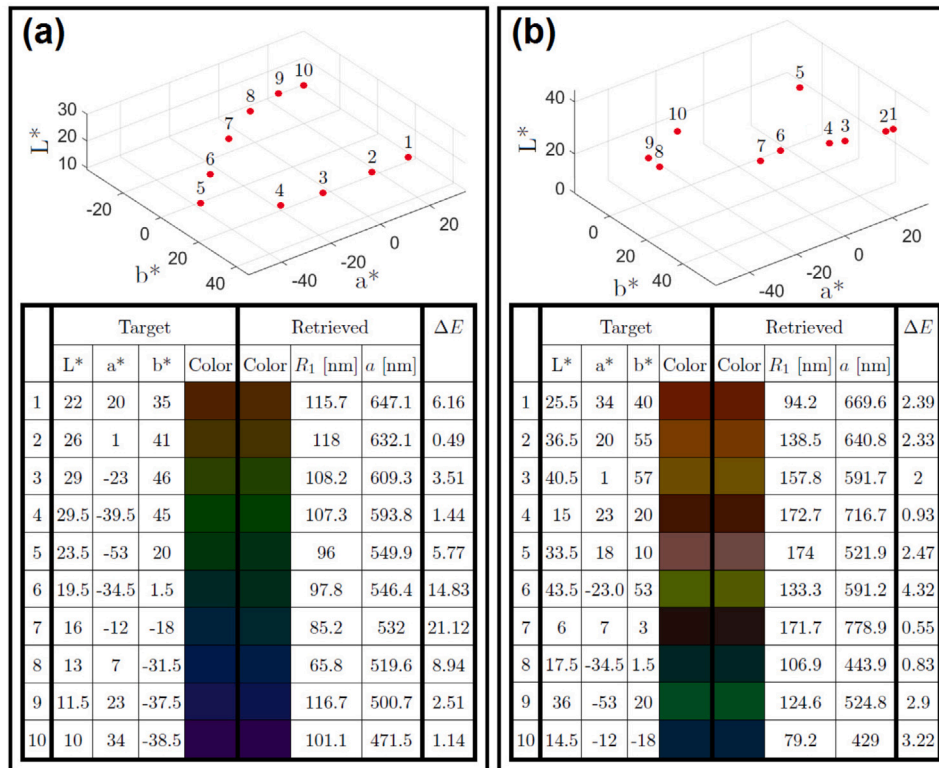 (a)
10
9
8
7
1
2
6
3
4
5
30
20
10
L*
-20
0
20
40
b*
-40
-20
0
20
a*
Target Retrieved ΔE
L* a* b* Color Color R₁ [nm] a [nm]
1 22 20 35 115.7 647.1 6.16
2 26 1 41 118 632.1 0.49
3 29 -23 46 108.2 609.3 3.51
4 29.5 -39.5 45 107.3 593.8 1.44
5 23.5 -53 20 96 549.9 5.77
6 19.5 -34.5 1.5 97.8 546.4 14.83
7 16 -12 -18 85.2 532 21.12
8 13 7 -31.5 65.8 519.6 8.94
9 11.5 23 -37.5 116.7 500.7 2.51
10 10 34 -38.5 101.1 471.5 1.14
(b)
5
10
21
4 3
6
9
7
8
40
20
0
L*
0
20
40
b*
-40
-20
0
20
a*
Target Retrieved ΔE
L* a* b* Color Color R₁ [nm] a [nm]
1 25.5 34 40 94.2 669.6 2.39
2 36.5 20 55 138.5 640.8 2.33
3 40.5 1 57 157.8 591.7 2
4 15 23 20 172.7 716.7 0.93
5 33.5 18 10 174 521.9 2.47
6 43.5 -23.0 53 133.3 591.2 4.32
7 6 7 3 171.7 778.9 0.55
8 17.5 -34.5 1.5 106.9 443.9 0.83
9 36 -53 20 124.6 524.8 2.9
10 14.5 -12 -18 79.2 429 3.22